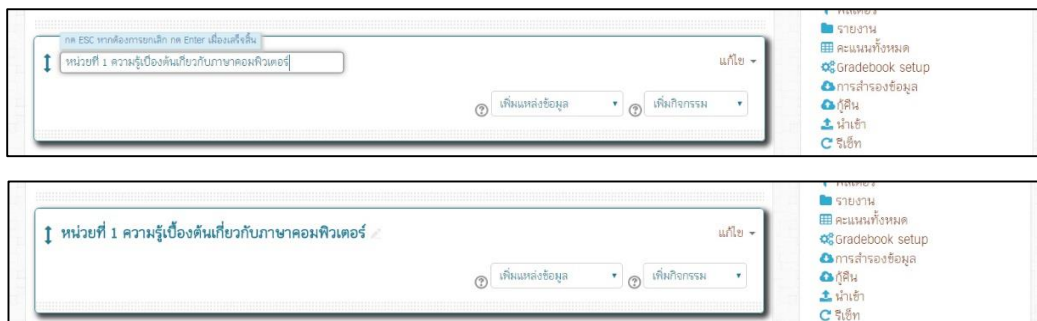 รายงาน
กด ESC หากต้องการยกเลิก กด Enter เมื่อเสร็จสิ้น
คะแนนทั้งหมด
หน่วยที่ 1 ความรู้เบื้องต้นเกี่ยวกับภาษาคอมพิวเตอร์
แก้ไข
Gradebook setup
การสำรองข้อมูล
เพิ่มแหล่งข้อมูล
เพิ่มกิจกรรม
กู้คืน
นำเข้า
รีเซ็ท
รายงาน
คะแนนทั้งหมด
หน่วยที่ 1 ความรู้เบื้องต้นเกี่ยวกับภาษาคอมพิวเตอร์
แก้ไข
Gradebook setup
การสำรองข้อมูล
เพิ่มแหล่งข้อมูล
เพิ่มกิจกรรม
กู้คืน
นำเข้า
รีเซ็ท